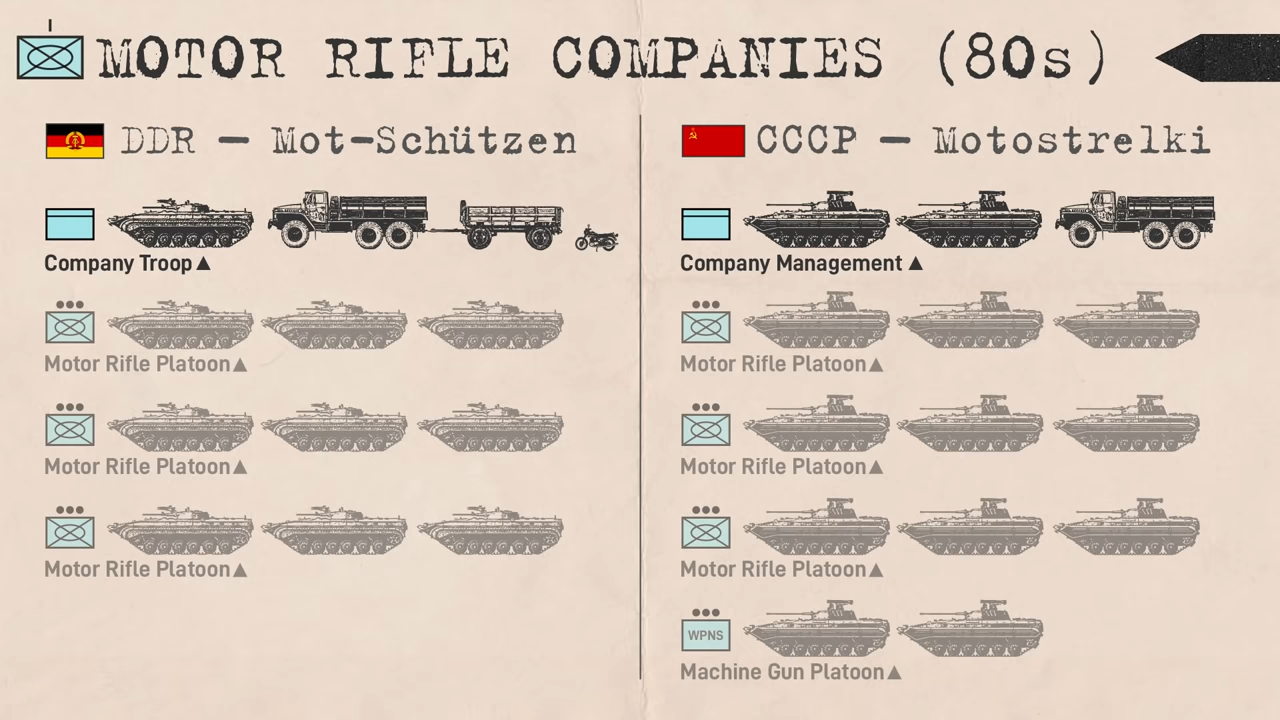 MOTOR RIFLE COMPANIES (80s)
DDR — Mot-Schützen
Company Troop▲
Motor Rifle Platoon▲
Motor Rifle Platoon▲
Motor Rifle Platoon▲
CCCP — Motostrelki
Company Management ▲
Motor Rifle Platoon▲
Motor Rifle Platoon▲
Motor Rifle Platoon▲
WPNS
Machine Gun Platoon▲